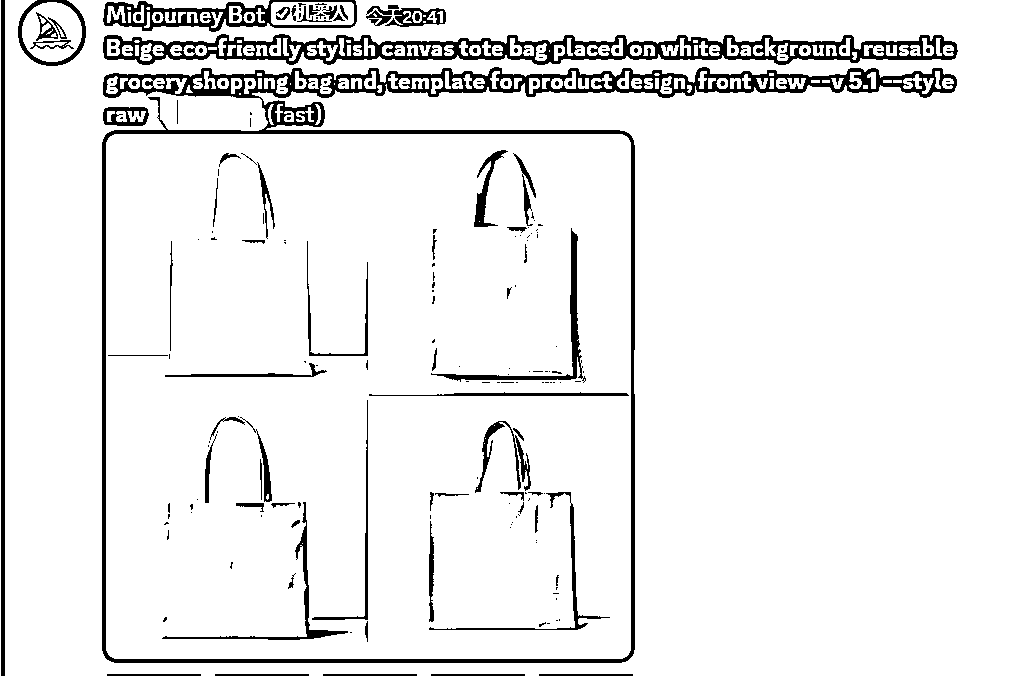 Midjourney Bot ✓机器人 今天20:41
Beige eco-friendly stylish canvas tote bag placed on white background, reusable
grocery shopping bag and, template for product design, front view --v 5.1 --style
raw (fast)